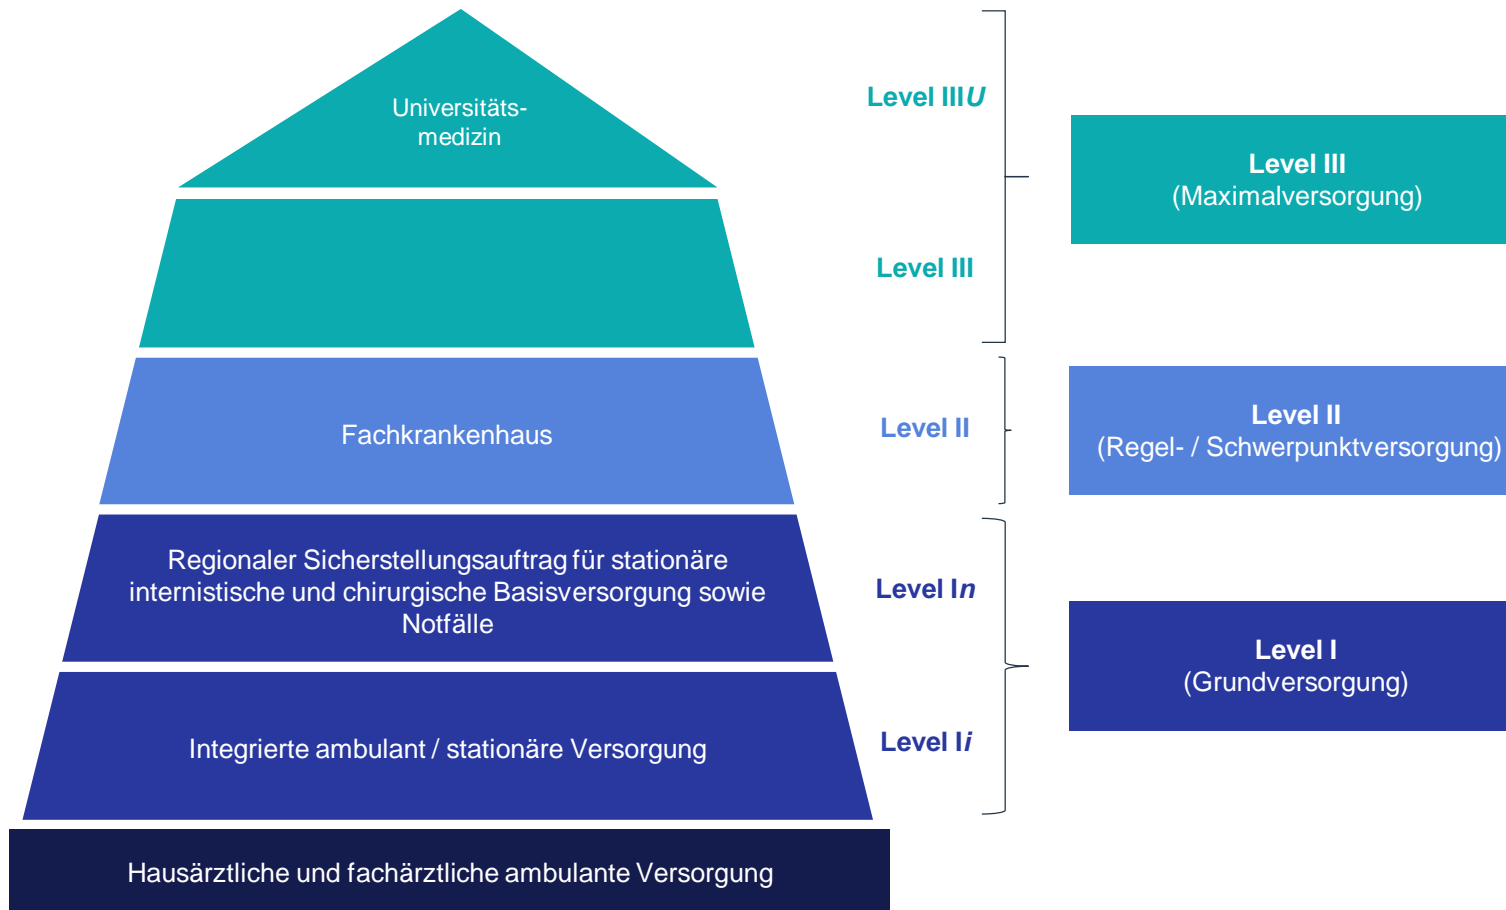 Universitäts-
medizin
Level IIIU
Level III
(Maximalversorgung)
Level III
Fachkrankenhaus
Level II
Level II
(Regel- / Schwerpunktversorgung)
Regionaler Sicherstellungsauftrag für stationäre
internistische und chirurgische Basisversorgung sowie
Notfälle
Level In
Level I
(Grundversorgung)
Integrierte ambulant / stationäre Versorgung
Level Ii
Hausärztliche und fachärztliche ambulante Versorgung